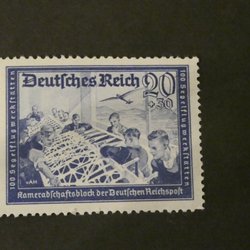 Deutsches Reich
20
+30
100 Segelflugwerkstätten
100 Segelflugwerkstätten
Kameradschaftsblock der Deutschen Reichspost